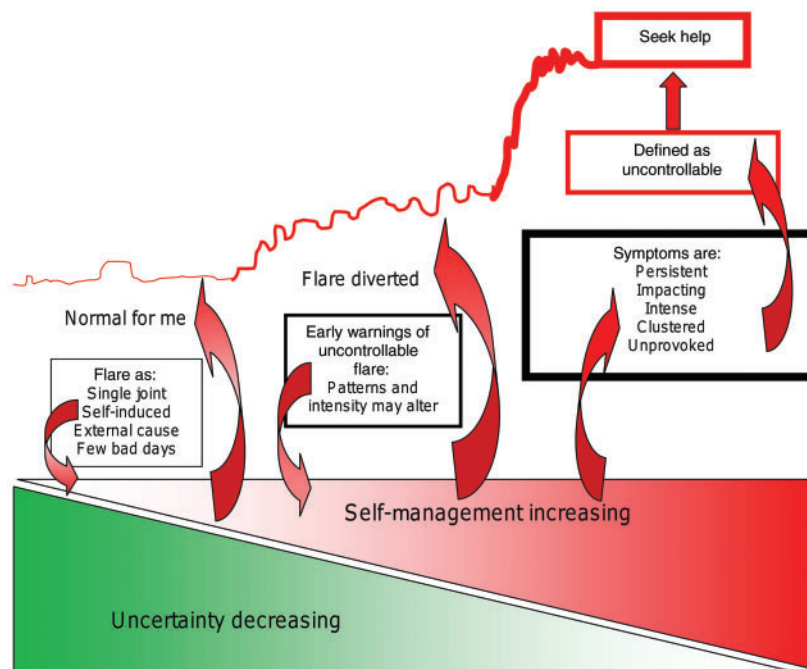 Seek help
Defined as
uncontrollable
Symptoms are:
Persistent
Impacting
Intense
Clustered
Unprovoked
Flare diverted
Normal for me
Early warnings of
uncontrollable
flare:
Patterns and
intensity may alter
Flare as:
Single joint
Self-induced
External cause
Few bad days
Self-management increasing
Uncertainty decreasing